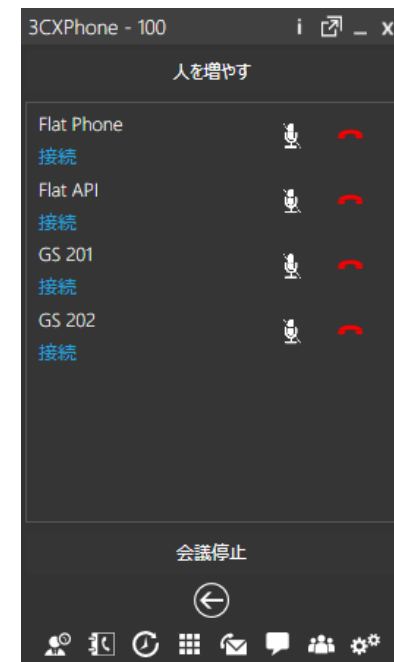 3CXPhone - 100
人を増やす
Flat Phone
接続
Flat API
接続
GS 201
接続
GS 202
接続
会議停止